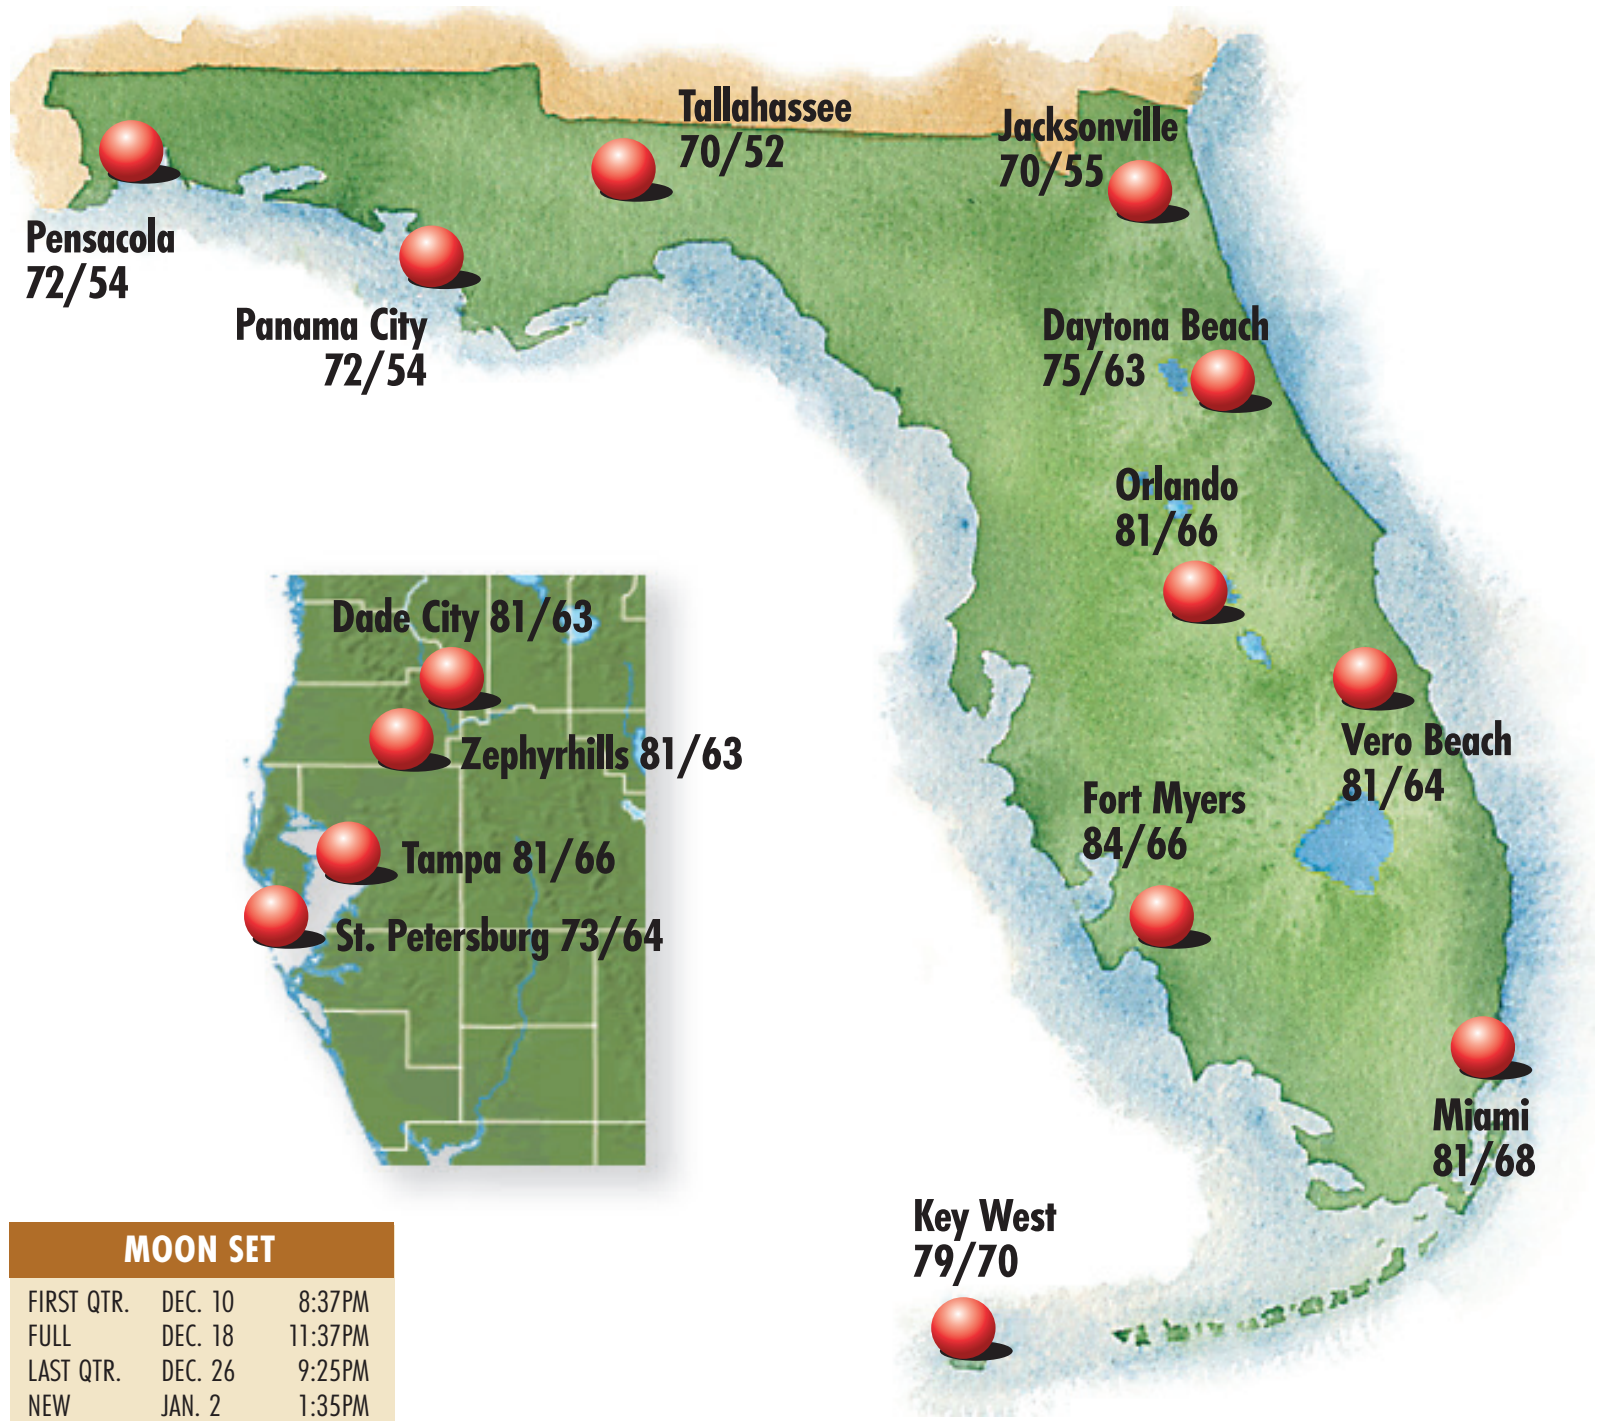 Tallahassee
70/52
Jacksonville
70/55
Pensacola
72/54
Panama City
72/54
Daytona Beach
75/63
Orlando
81/66
Dade City 81/63
Zephyrhills 81/63
Tampa 81/66
St. Petersburg 73/64
Vero Beach
81/64
Fort Myers
84/66
Miami
81/68
Key West
79/70
MOON SET
FIRST QTR. DEC. 10 8:37PM
FULL DEC. 18 11:37PM
LAST QTR. DEC. 26 9:25PM
NEW JAN. 2 1:35PM